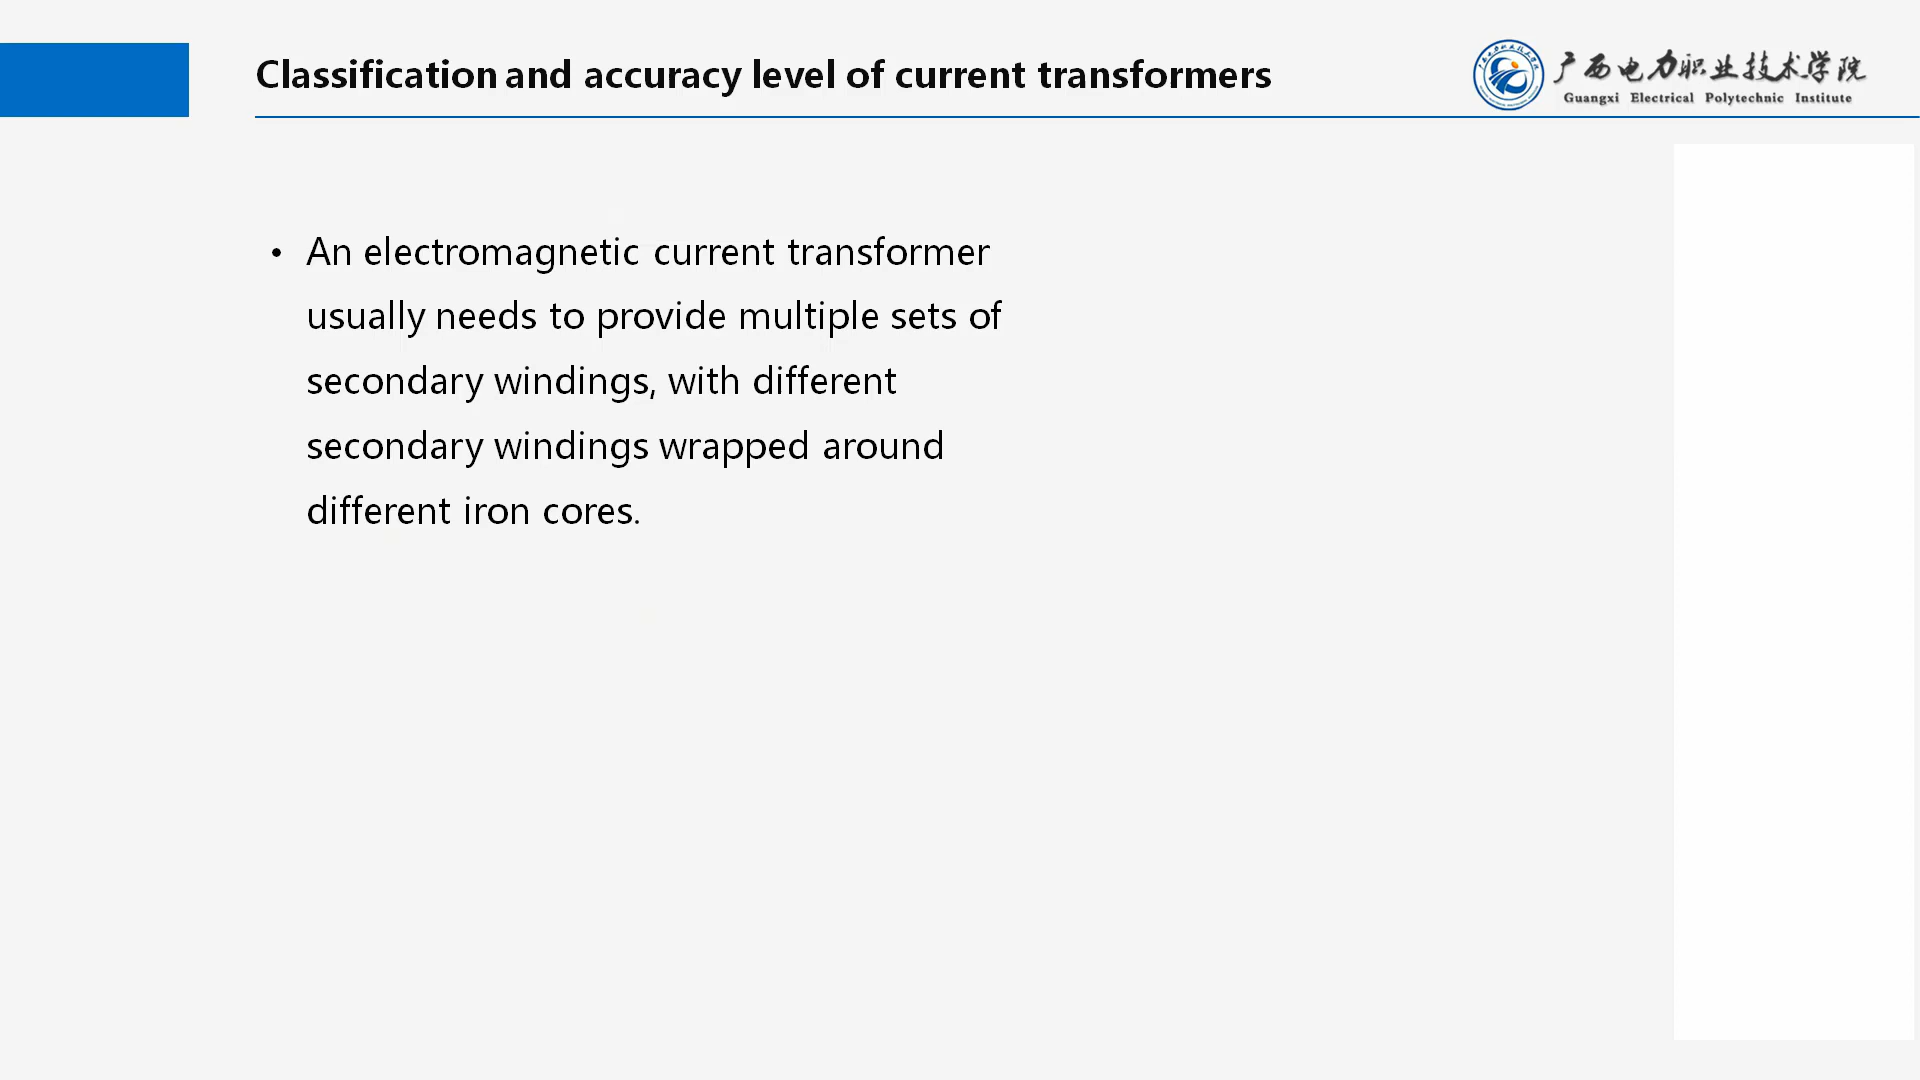 Classification and accuracy level of current transformers
广西电力职业技术学院
Guangxi Electrical Polytechnic Institute
• An electromagnetic current transformer
usually needs to provide multiple sets of
secondary windings, with different
secondary windings wrapped around
different iron cores.